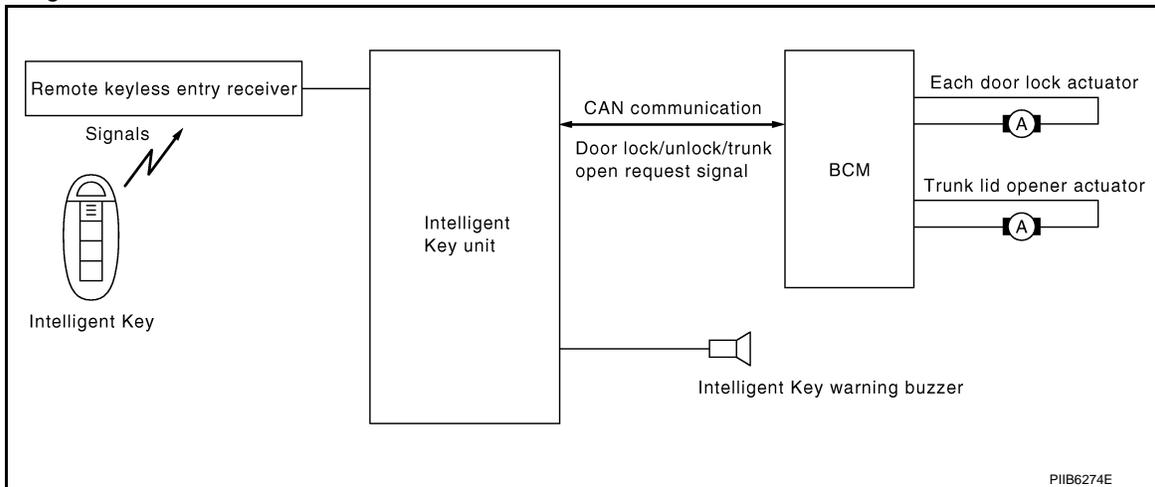 Remote keyless entry receiver
Signals
Intelligent Key
Intelligent
Key unit
CAN communication
Door lock/unlock/trunk
open request signal
Intelligent Key warning buzzer
BCM
Each door lock actuator
A
Trunk lid opener actuator
A
PIIB6274E